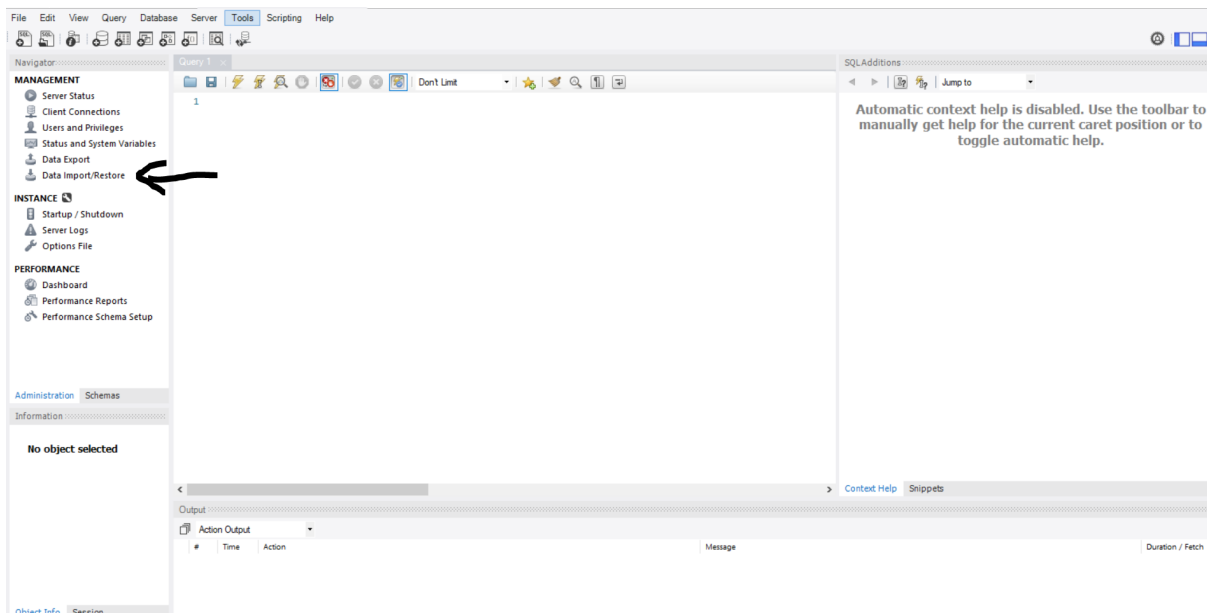 File Edit View Query Database Server Tools Scripting Help
Navigator
MANAGEMENT
Server Status
Client Connections
Users and Privileges
Status and System Variables
Data Export
Data Import/Restore
INSTANCE
Startup / Shutdown
Server Logs
Options File
PERFORMANCE
Dashboard
Performance Reports
Performance Schema Setup
Administration Schemas
Information
No object selected
Object Info Session
Query 1
Don't Limit
1
Output
Action Output
# Time Action Message Duration / Fetch
SQLAdditions
Jump to
Automatic context help is disabled. Use the toolbar to
manually get help for the current caret position or to
toggle automatic help.
Context Help Snippets